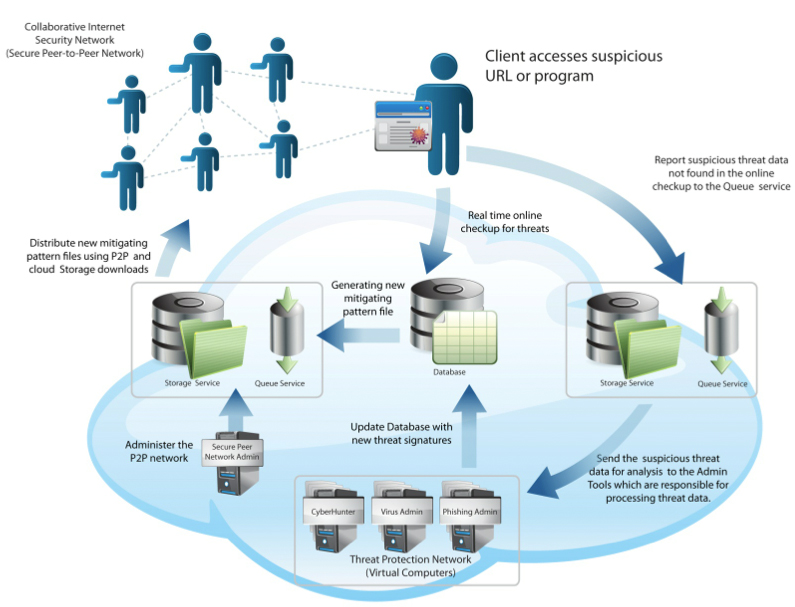 Collaborative Internet
Security Network
(Secure Peer-to-Peer Network)
Client accesses suspicious
URL or program
Report suspicious threat data
not found in the online
checkup to the Queue service
Real time online
checkup for threats
Distribute new mitigating
pattern files using P2P and
cloud Storage downloads
Generating new
mitigating
pattern file
Storage Service
Queue Service
Database
Storage Service
Queue Service
Administer the
P2P network
Secure Peer
Network Admin
Update Database with
new threat signatures
Send the suspicious threat
data for analysis to the Admin
Tools which are responsible for
processing threat data.
CyberHunter
Virus Admin
Phishing Admin
Threat Protection Network
(Virtual Computers)